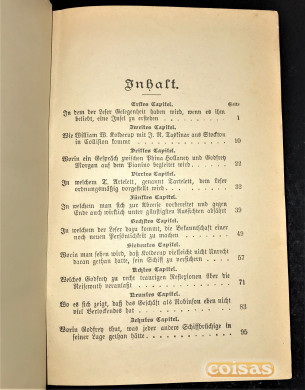 Inhalt.
Erstes Capitel.
Seite
In dem der Leser Gelegenheit haben wird, wenn es ihm
beliebt, eine Insel zu erstehen 1
Zweites Capitel.
Wie William W. Kolderup mit J. R. Taskinar aus Stockton
in Collision kommt 10
Drittes Capitel.
Worin ein Gespräch zwischen Phina Hollaney und Godfrey
Morgan auf dem Pianino begleitet wird 22
Viertes Capitel.
In welchem T. Artelett, genannt Tartelett, dem Leser
ordnungsmäßig vorgestellt wird 32
Fünftes Capitel.
In welchem man sich zur Abreise vorbereitet und gegen
Ende auch wirklich unter günstigsten Aussichten abfährt 39
Sechstes Capitel.
In welchem der Leser dazu kommt, die Bekanntschaft einer
noch neuen Persönlichkeit zu machen 49
Siebentes Capitel.
Worin man sehen wird, daß Kolderup vielleicht nicht Unrecht
daran gethan hatte, sein Schiff zu versichern 57
Achtes Capitel.
Welches Godfrey zu recht traurigen Reflexionen über die
Reisewuth veranlaßt 71
Neuntes Capitel.
Wo es sich zeigt, daß das Geschäft als Robinson eben nicht
viel Verlockendes hat 83
Zehntes Capitel.
Worin Godfrey thut, was jeder andere Schiffbrüchige in
seiner Lage gethan hätte 95
coisas